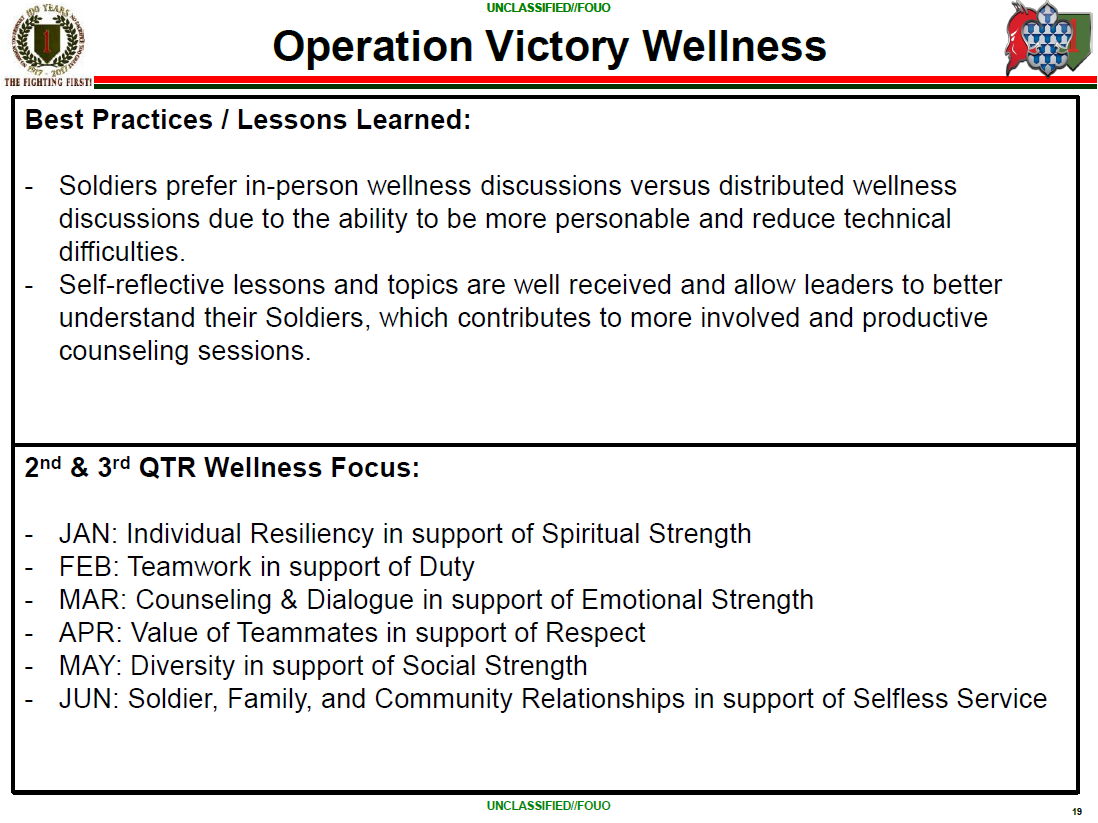 UNCLASSIFIED//FOUO
100 YEARS
1
1917 - 2017
THE FIGHTING FIRST!
Operation Victory Wellness
1
Best Practices / Lessons Learned:
- Soldiers prefer in-person wellness discussions versus distributed wellness
discussions due to the ability to be more personable and reduce technical
difficulties.
- Self-reflective lessons and topics are well received and allow leaders to better
understand their Soldiers, which contributes to more involved and productive
counseling sessions.
2nd & 3rd QTR Wellness Focus:
- JAN: Individual Resiliency in support of Spiritual Strength
- FEB: Teamwork in support of Duty
- MAR: Counseling & Dialogue in support of Emotional Strength
- APR: Value of Teammates in support of Respect
- MAY: Diversity in support of Social Strength
- JUN: Soldier, Family, and Community Relationships in support of Selfless Service
UNCLASSIFIED//FOUO
19